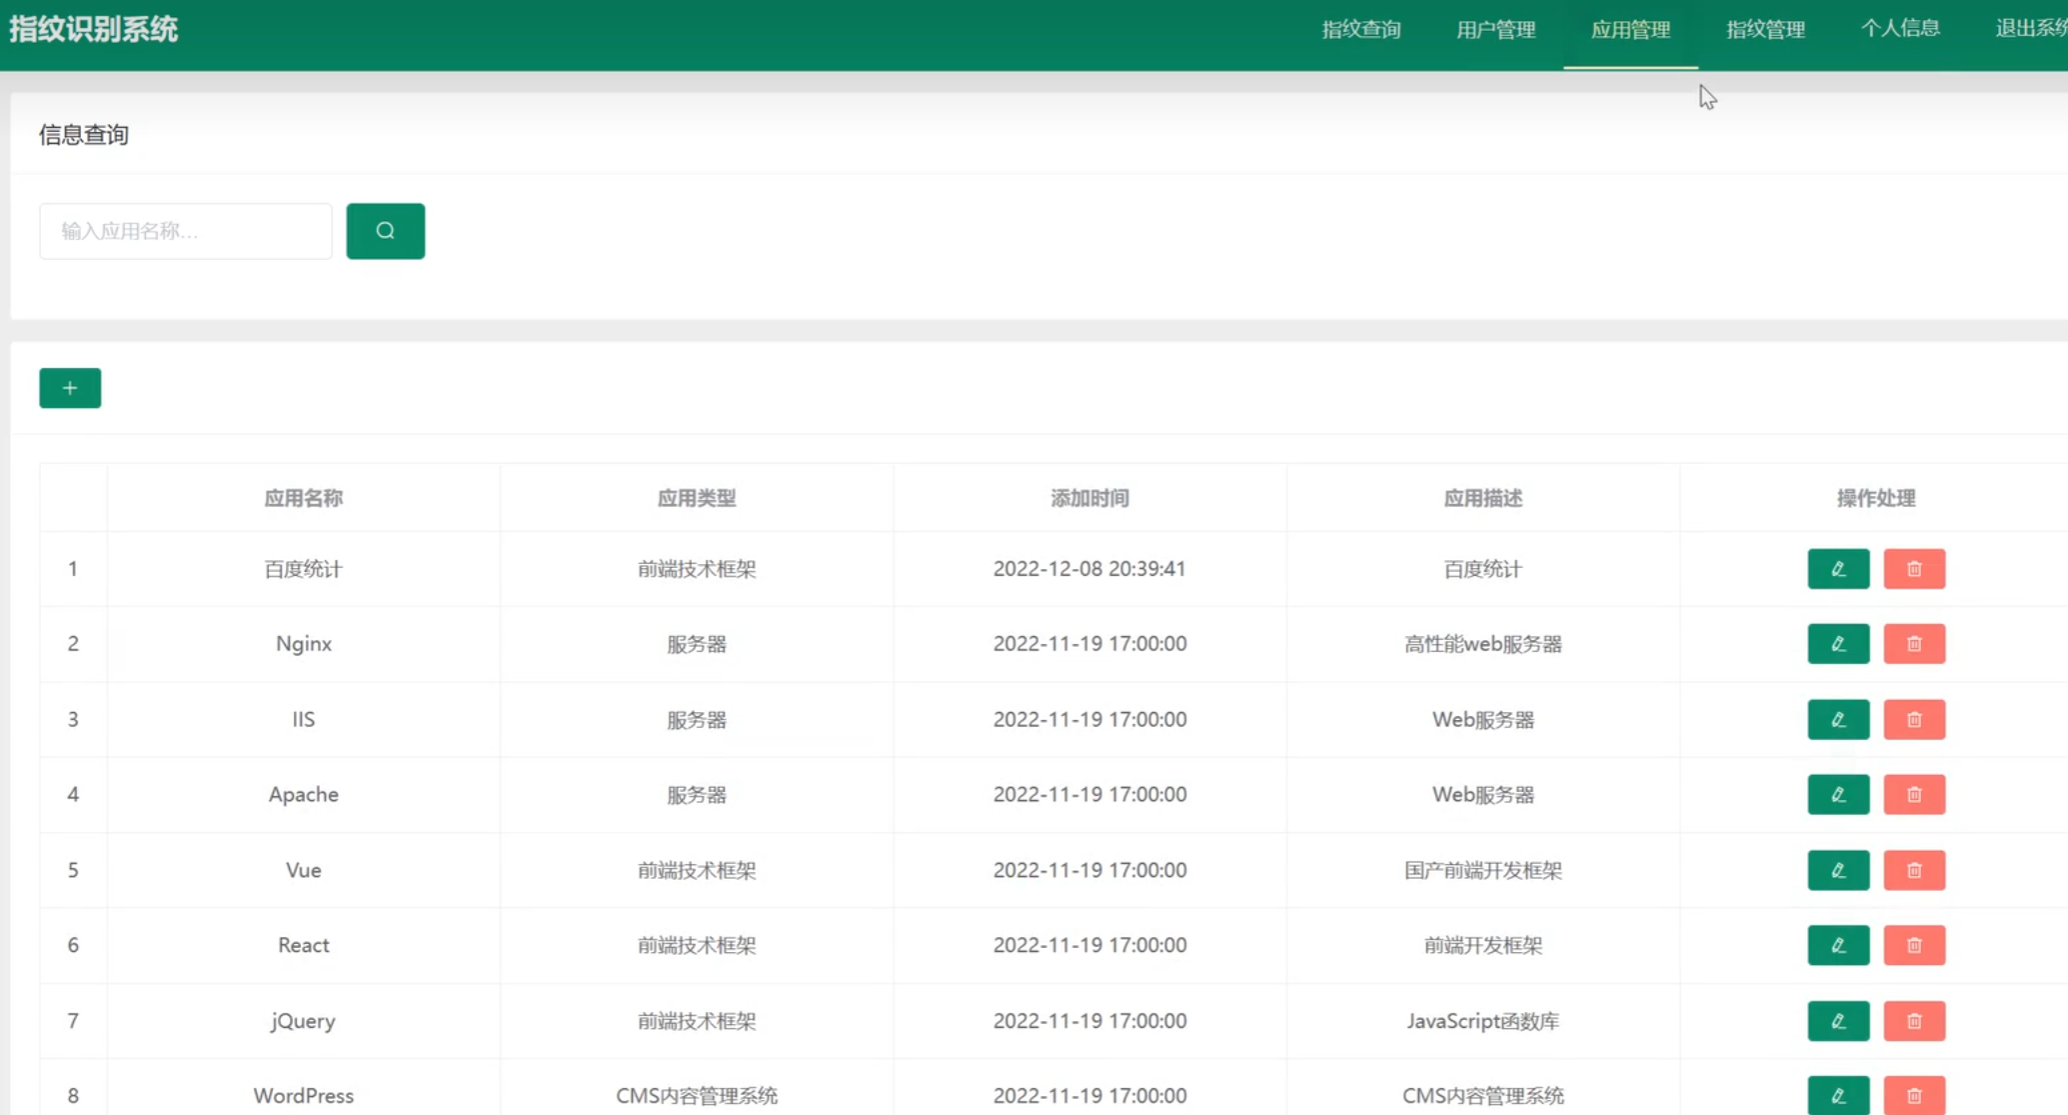 指纹识别系统 指纹查询 用户管理 应用管理 指纹管理 个人信息 退出系统
信息查询
输入应用名称...
应用名称 应用类型 添加时间 应用描述 操作处理
1 百度统计 前端技术框架 2022-12-08 20:39:41 百度统计
2 Nginx 服务器 2022-11-19 17:00:00 高性能web服务器
3 IIS 服务器 2022-11-19 17:00:00 Web服务器
4 Apache 服务器 2022-11-19 17:00:00 Web服务器
5 Vue 前端技术框架 2022-11-19 17:00:00 国产前端开发框架
6 React 前端技术框架 2022-11-19 17:00:00 前端开发框架
7 jQuery 前端技术框架 2022-11-19 17:00:00 JavaScript函数库
8 WordPress CMS内容管理系统 2022-11-19 17:00:00 CMS内容管理系统